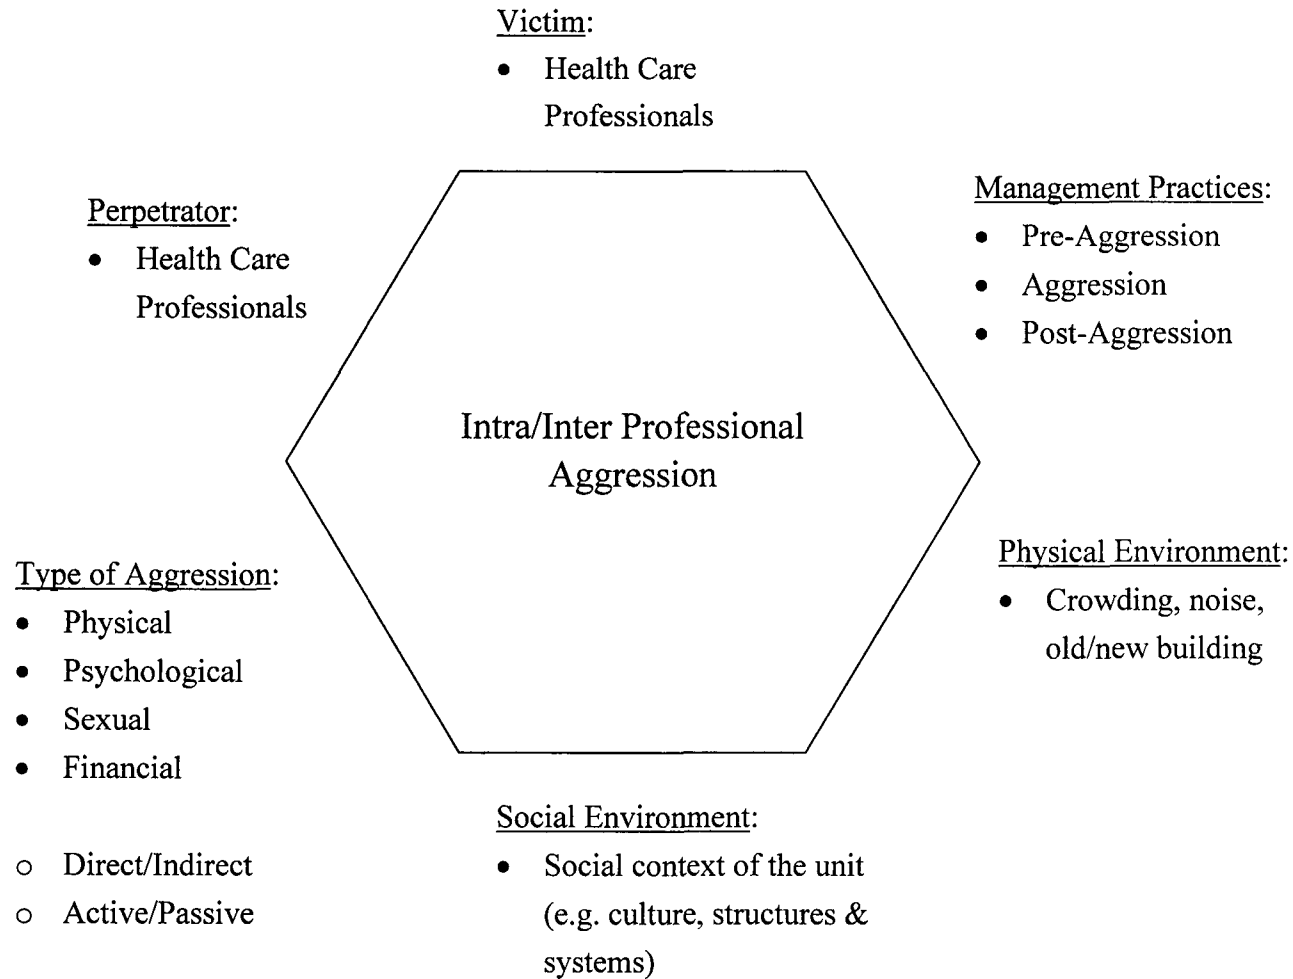 Victim:
• Health Care
Professionals
Perpetrator:
• Health Care
Professionals
Management Practices:
• Pre-Aggression
• Aggression
• Post-Aggression
Intra/Inter Professional
Aggression
Type of Aggression:
• Physical
• Psychological
• Sexual
• Financial
○ Direct/Indirect
○ Active/Passive
Physical Environment:
• Crowding, noise,
old/new building
Social Environment:
• Social context of the unit
(e.g. culture, structures &
systems)